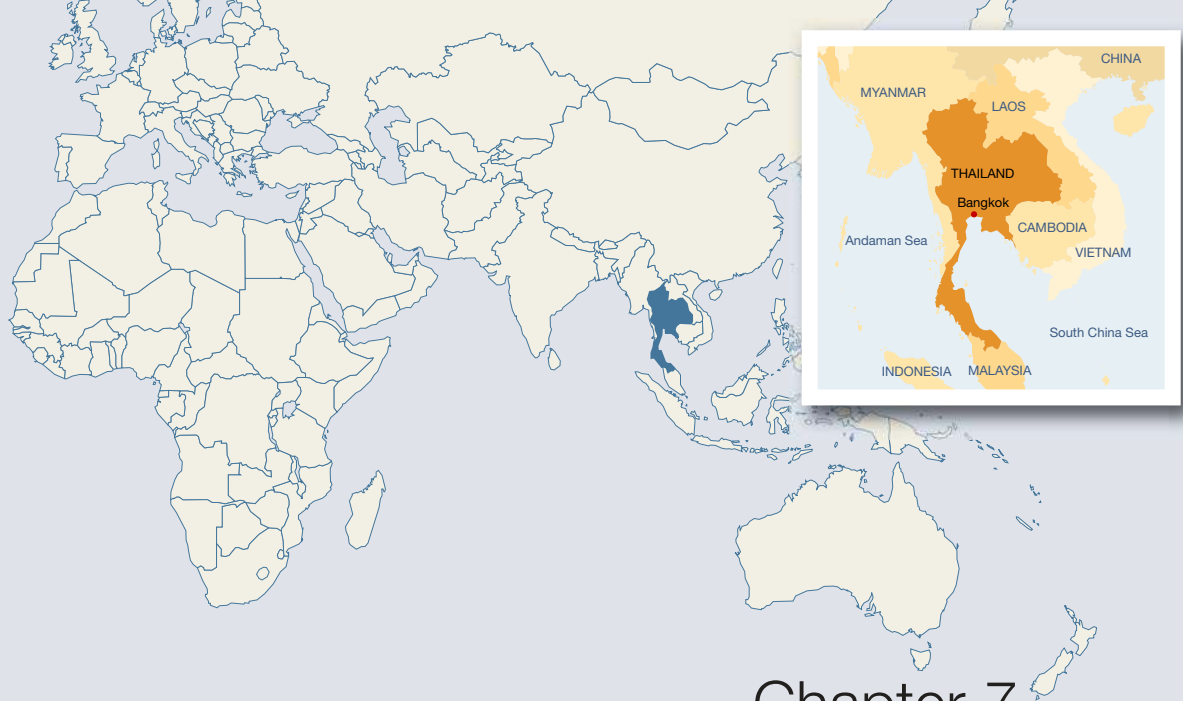 CHINA
MYANMAR
LAOS
THAILAND
Bangkok
CAMBODIA
Andaman Sea
VIETNAM
South China Sea
INDONESIA
MALAYSIA
Chapter 7